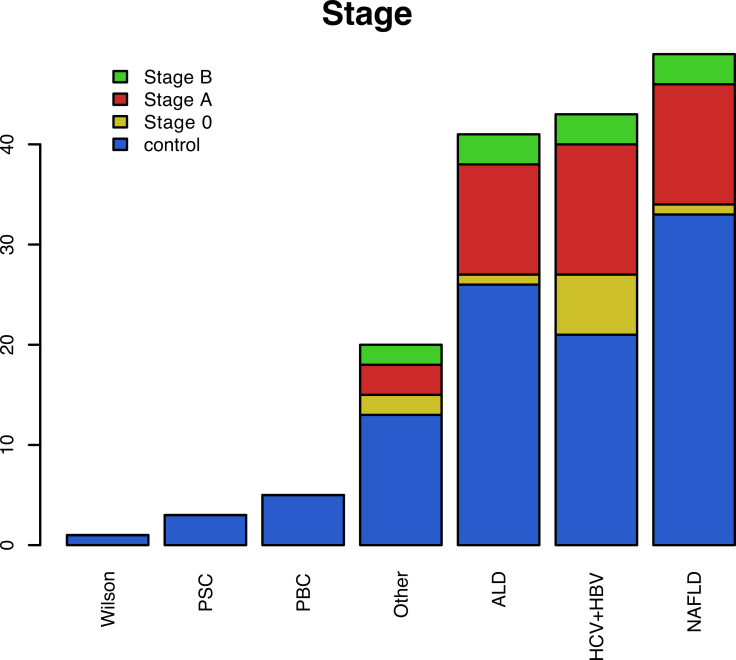 Stage
Stage B
Stage A
Stage 0
control
40
30
20
10
0
Wilson
PSC
PBC
Other
ALD
HCV+HBV
NAFLD